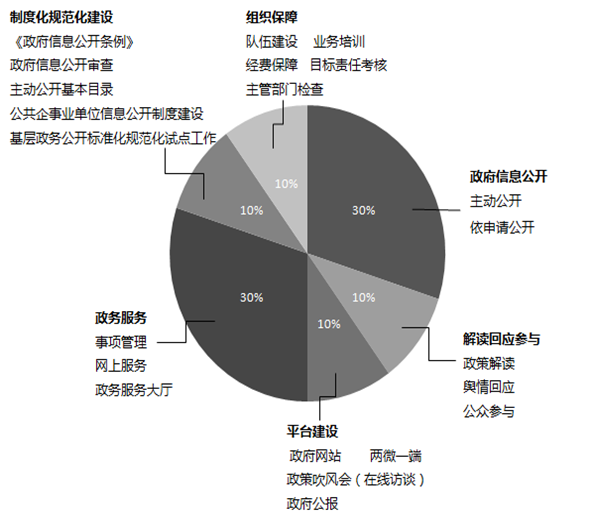 制度化规范化建设
《政府信息公开条例》
政府信息公开审查
主动公开基本目录
公共企事业单位信息公开制度建设
基层政务公开标准化规范化试点工作
组织保障
队伍建设 业务培训
经费保障 目标责任考核
主管部门检查
政府信息公开
主动公开
依申请公开
10%
30%
10%
30%
10%
10%
政务服务
事项管理
网上服务
政务服务大厅
解读回应参与
政策解读
舆情回应
公众参与
平台建设
政府网站 两微一端
政策吹风会（在线访谈）
政府公报